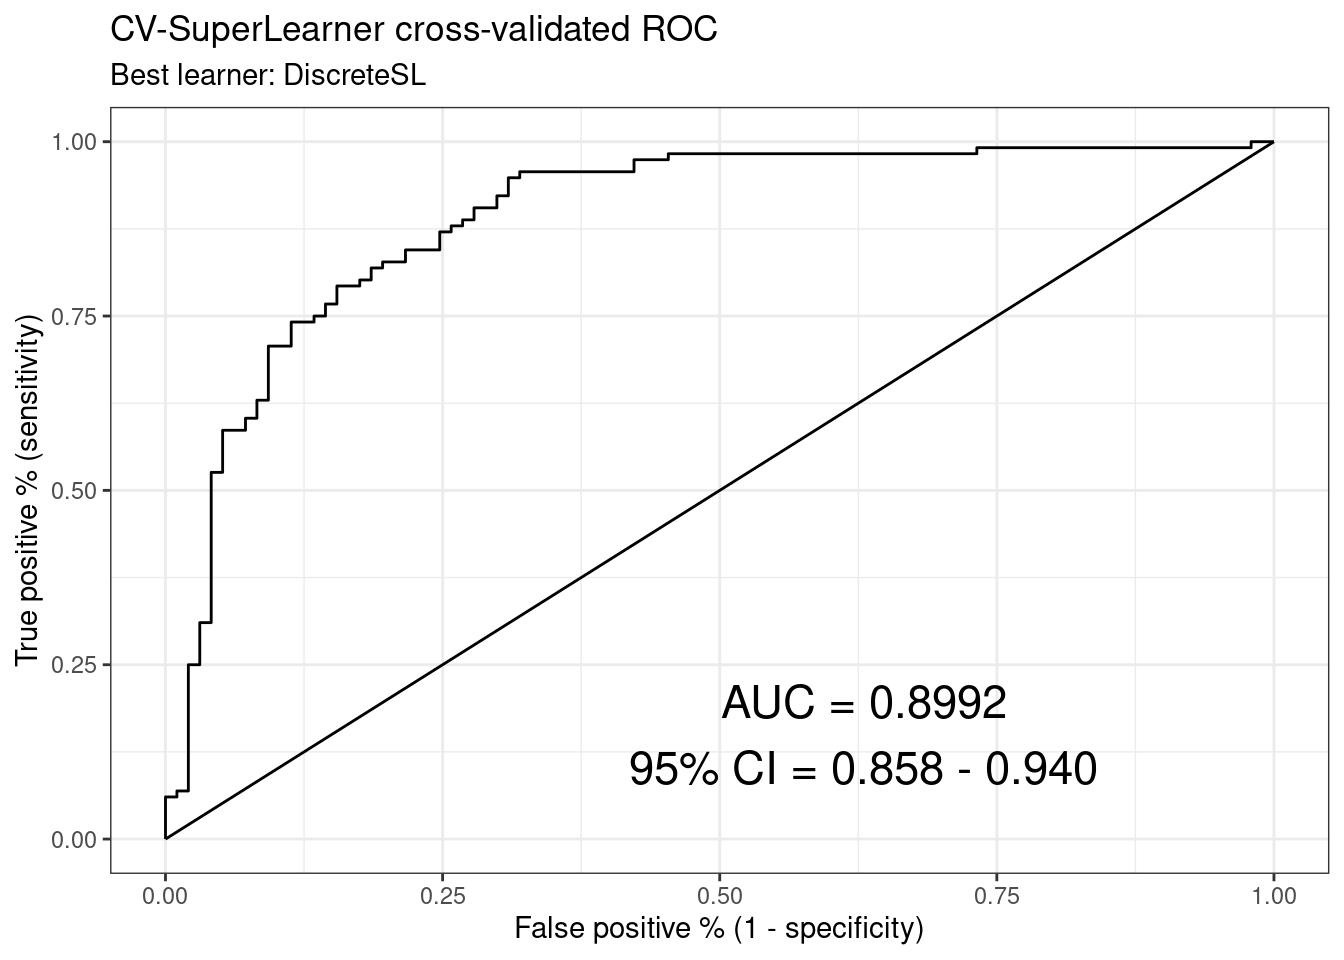 CV-SuperLearner cross-validated ROC
Best learner: DiscreteSL
1.00
0.75
0.50
0.25
0.00
True positive % (sensitivity)
AUC = 0.8992
95% CI = 0.858 - 0.940
0.00 0.25 0.50 0.75 1.00
False positive % (1 - specificity)